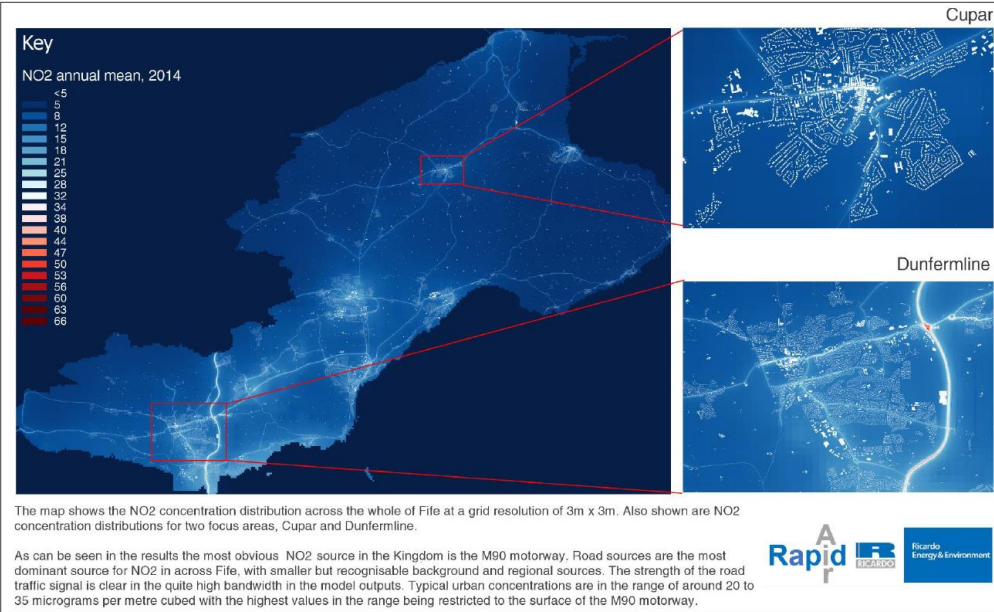 Cupar
Key
NO2 annual mean, 2014
<5
5
8
12
15
18
21
25
28
32
34
38
40
44
47
50
53
56
60
63
66
Dunfermline
The map shows the NO2 concentration distribution across the whole of Fife at a grid resolution of 3m x 3m. Also shown are NO2
concentration distributions for two focus areas, Cupar and Dunfermline.
As can be seen in the results the most obvious NO2 source in the Kingdom is the M90 motorway. Road sources are the most
dominant source for NO2 in across Fife, with smaller but recognisable background and regional sources. The strength of the road
traffic signal is clear in the quite high bandwidth in the model outputs. Typical urban concentrations are in the range of around 20 to
35 micrograms per metre cubed with the highest values in the range being restricted to the surface of the M90 motorway.
Rapid
Air
R
RICARDO
Ricardo
Energy & Environment